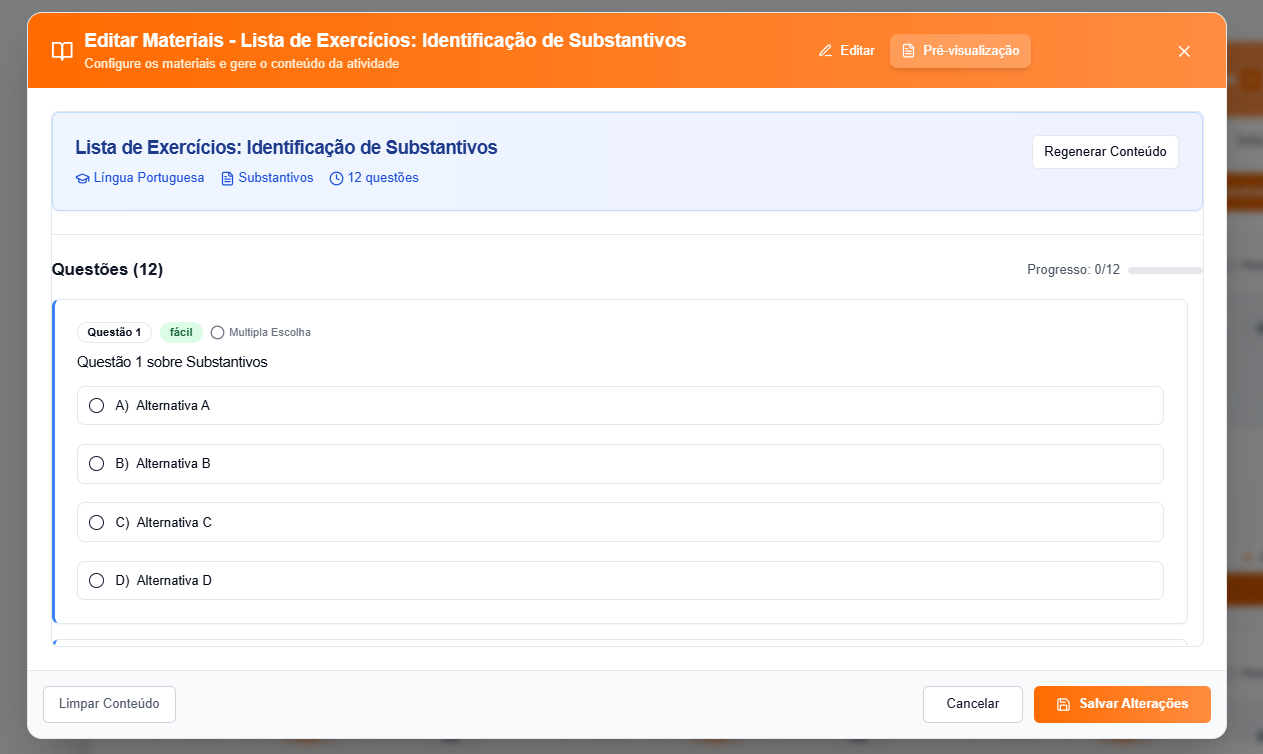 Editar Materiais - Lista de Exercícios: Identificação de Substantivos
Configure os materiais e gere o conteúdo da atividade
Editar
Pré-visualização
Lista de Exercícios: Identificação de Substantivos
Regenerar Conteúdo
Língua Portuguesa
Substantivos
12 questões
Questões (12)
Progresso: 0/12
Questão 1
fácil
Multipla Escolha
Questão 1 sobre Substantivos
A) Alternativa A
B) Alternativa B
C) Alternativa C
D) Alternativa D
Limpar Conteúdo
Cancelar
Salvar Alterações